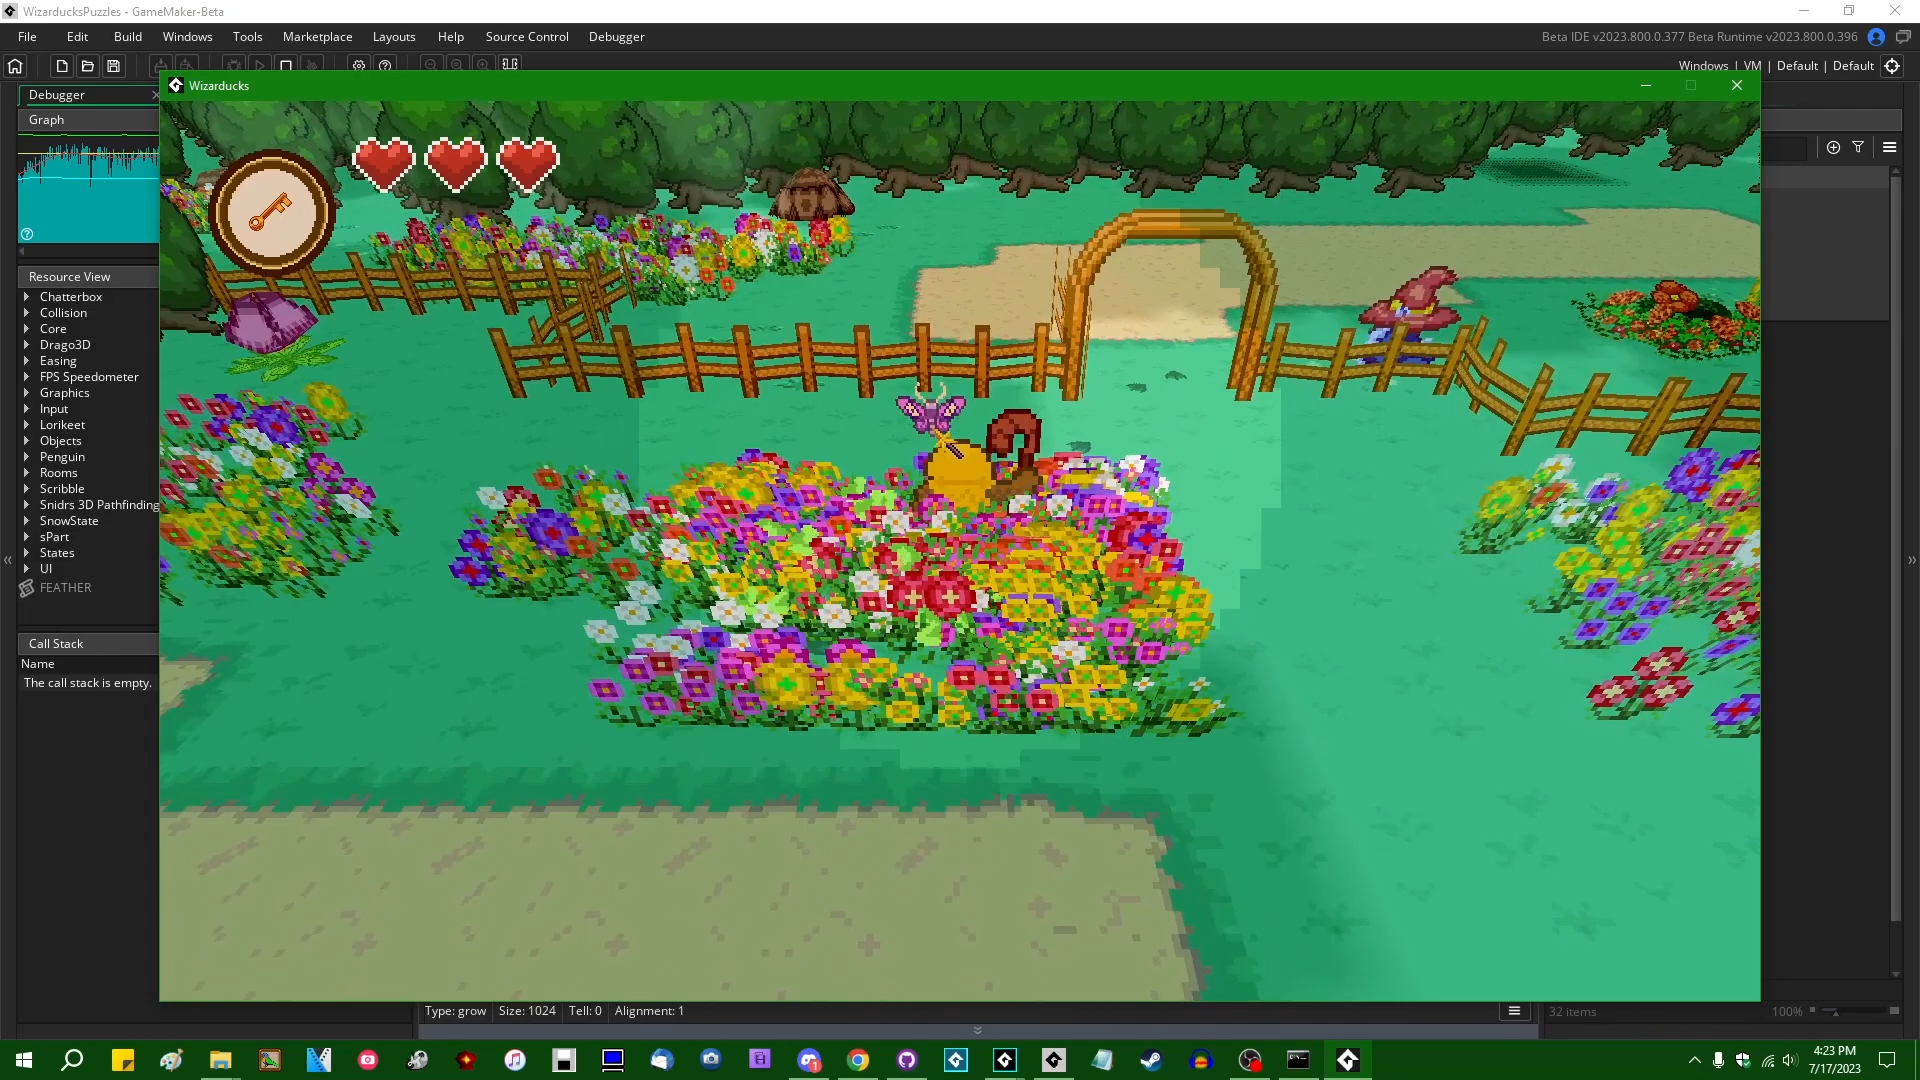 WizarducksPuzzles - GameMaker-Beta
File Edit Build Windows Tools Marketplace Layouts Help Source Control Debugger
Beta IDE v2023.800.0.377 Beta Runtime v2023.800.0.396
Windows | VM | Default | Default
Debugger
Wizarducks
Graph
Resource View
Chatterbox
Collision
Core
Drago3D
Easing
FPS Speedometer
Graphics
Input
Lorikeet
Objects
Penguin
Rooms
Scribble
Snidrs 3D Pathfinding
SnowState
sPart
States
UI
FEATHER
Call Stack
Name
The call stack is empty.
Type: grow Size: 1024 Tell: 0 Alignment: 1
32 items
100%
1
4:23 PM
7/17/2023